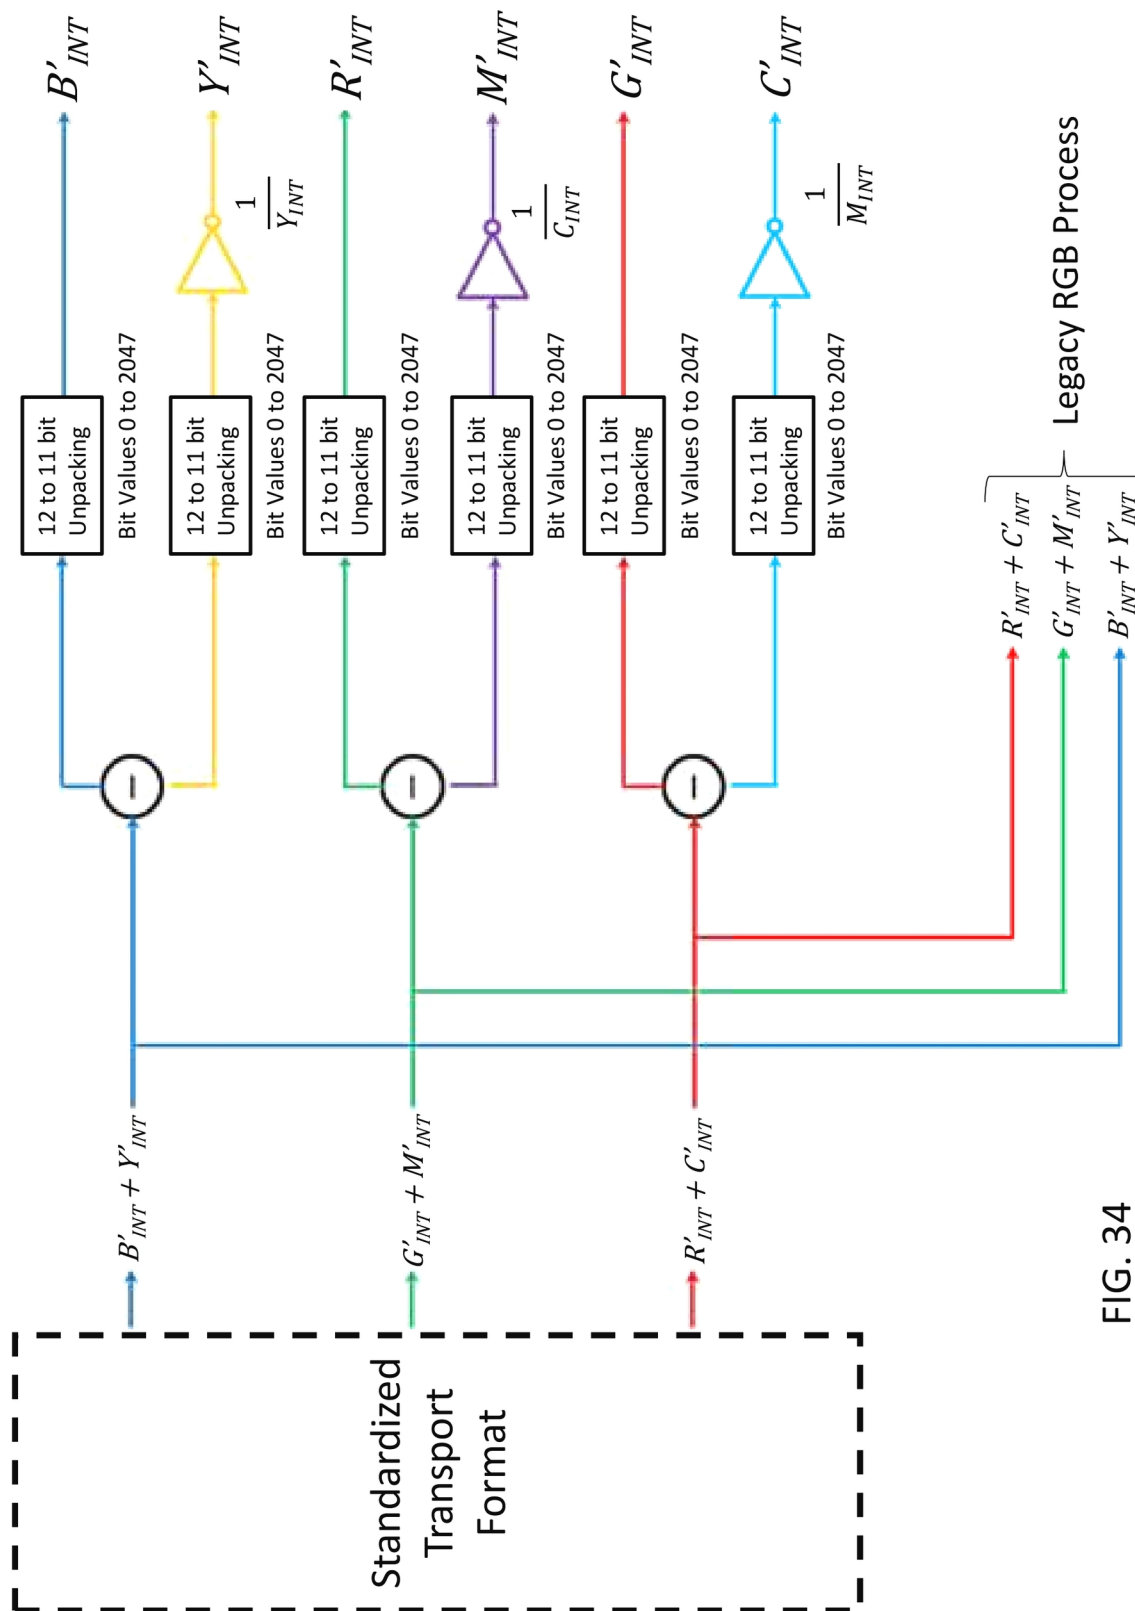 Standardized
Transport
Format
B'INT + Y'INT
G'INT + M'INT
R'INT + C'INT
12 to 11 bit
Unpacking
Bit Values 0 to 2047
B'INT
12 to 11 bit
Unpacking
Bit Values 0 to 2047
1
YINT
Y'INT
12 to 11 bit
Unpacking
Bit Values 0 to 2047
R'INT
12 to 11 bit
Unpacking
Bit Values 0 to 2047
1
CINT
M'INT
12 to 11 bit
Unpacking
Bit Values 0 to 2047
G'INT
12 to 11 bit
Unpacking
Bit Values 0 to 2047
1
MINT
C'INT
R'INT + C'INT
G'INT + M'INT
B'INT + Y'INT
Legacy RGB Process
FIG. 34